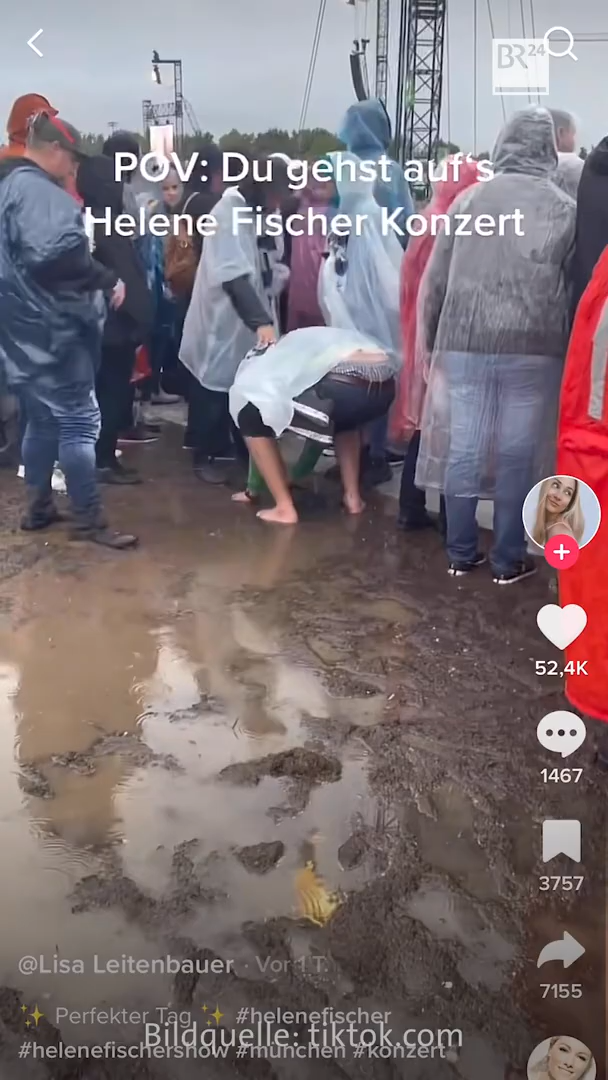 BR24
POV: Du gehst auf's
Helene Fischer Konzert
52,4K
1467
3757
7155
@Lisa Leitenbauer · Vor 1 T.
✨ Perfekter Tag ✨ #helenefischer
#helenefischershow #münchen #konzert
Bildquelle: tiktok.com